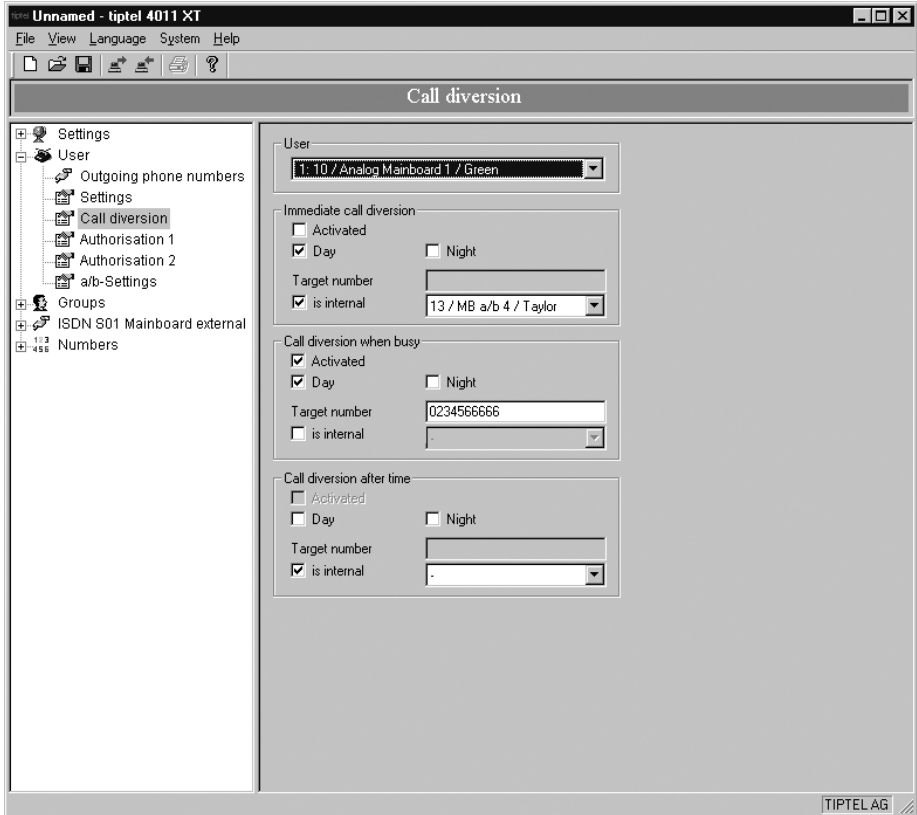 tiptel Unnamed - tiptel 4011 XT
File View Language System Help
Call diversion
Settings
User
Outgoing phone numbers
Settings
Call diversion
Authorisation 1
Authorisation 2
a/b-Settings
Groups
ISDN S01 Mainboard external
123
456 Numbers
User
1: 10 / Analog Mainboard 1 / Green
Immediate call diversion
Activated
Day Night
Target number
is internal 13 / MB a/b 4 / Taylor
Call diversion when busy
Activated
Day Night
Target number 0234566666
is internal -
Call diversion after time
Activated
Day Night
Target number
is internal -
TIPTEL AG